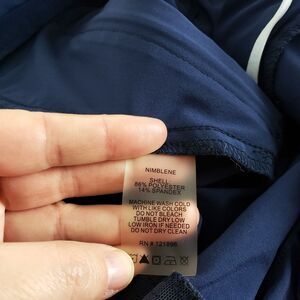 NIMBLENE
SHELL:
86% POLYESTER
14% SPANDEX
MACHINE WASH COLD
WITH LIKE COLORS
DO NOT BLEACH
TUMBLE DRY LOW
LOW IRON IF NEEDED
DO NOT DRY CLEAN
RN # 121896